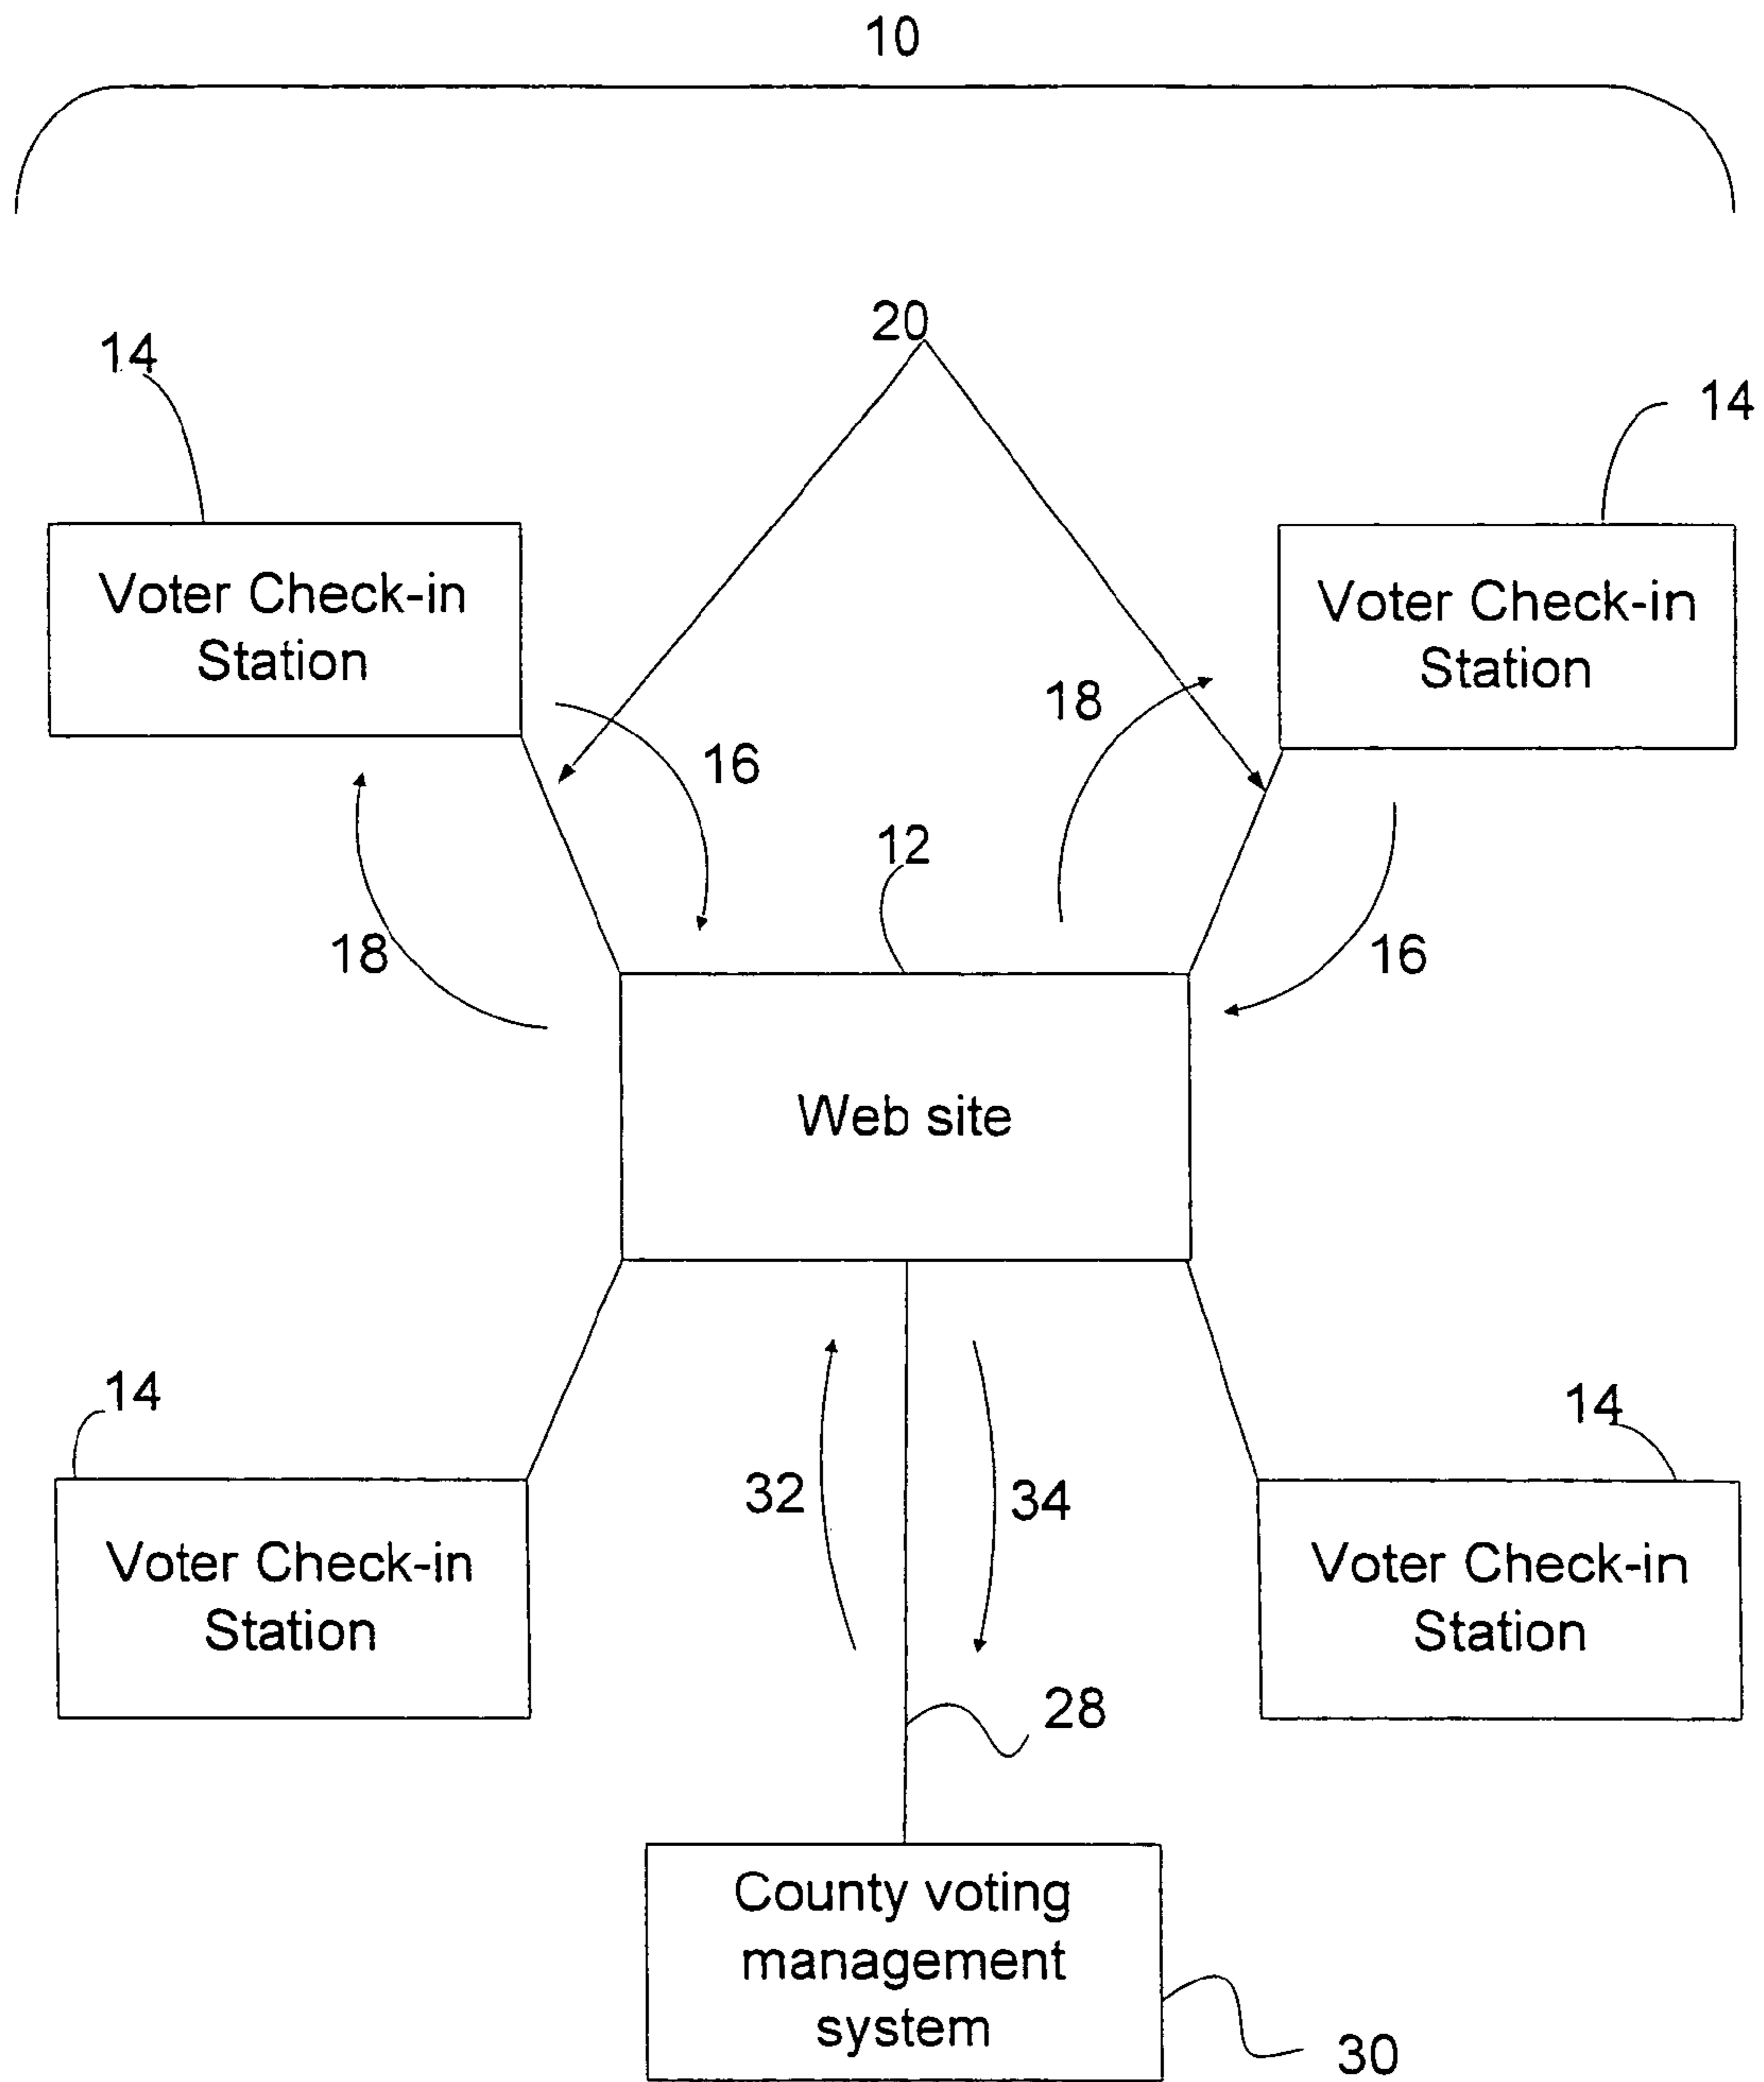 10
20
14
14
Voter Check-in
Station
Voter Check-in
Station
18
16
12
18
16
Web site
14
14
32
34
Voter Check-in
Station
Voter Check-in
Station
28
County voting
management
system
30